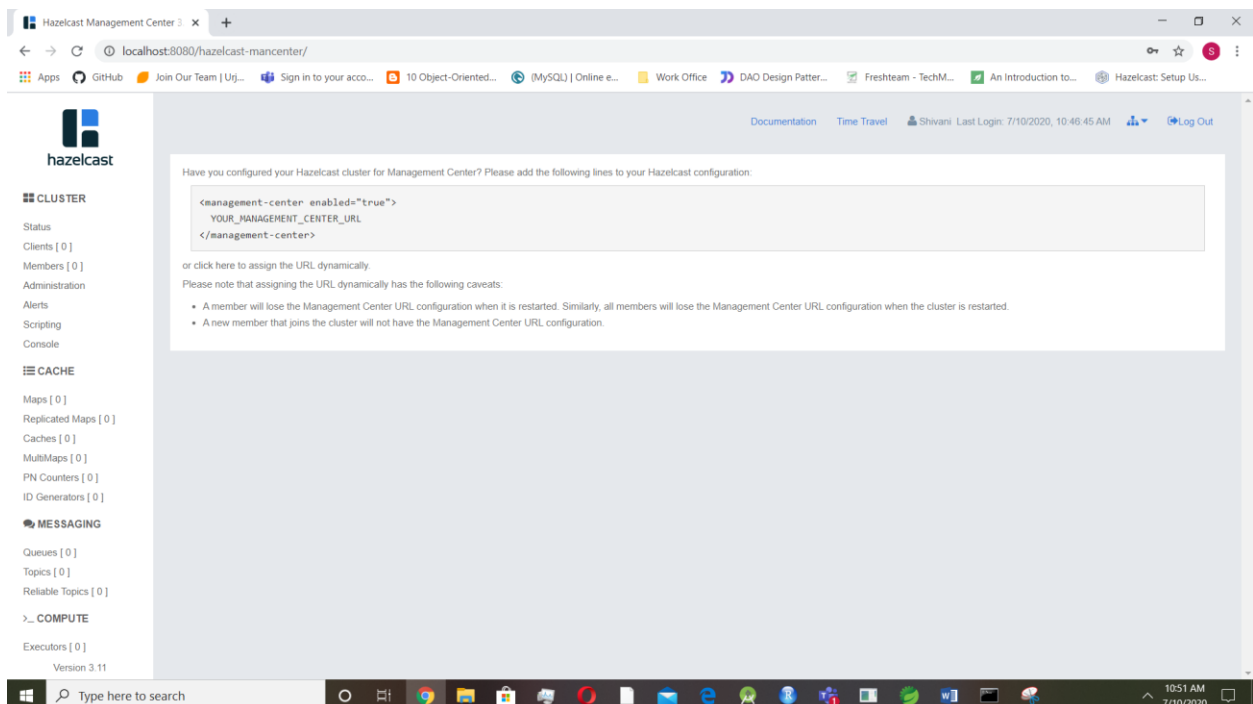 Hazelcast Management Center 3.
localhost:8080/hazelcast-mancenter/
S
Apps GitHub Join Our Team | Urj... Sign in to your acco... 10 Object-Oriented... (MySQL) | Online e... Work Office DAO Design Patter... Freshteam - TechM... An Introduction to... Hazelcast: Setup Us...
hazelcast
Documentation Time Travel Shivani Last Login: 7/10/2020, 10:46:45 AM Log Out
Have you configured your Hazelcast cluster for Management Center? Please add the following lines to your Hazelcast configuration:
<management-center enabled="true">
YOUR_MANAGEMENT_CENTER_URL
</management-center>
or click here to assign the URL dynamically.
Please note that assigning the URL dynamically has the following caveats:
• A member will lose the Management Center URL configuration when it is restarted. Similarly, all members will lose the Management Center URL configuration when the cluster is restarted.
• A new member that joins the cluster will not have the Management Center URL configuration.
CLUSTER
Status
Clients [ 0 ]
Members [ 0 ]
Administration
Alerts
Scripting
Console
CACHE
Maps [ 0 ]
Replicated Maps [ 0 ]
Caches [ 0 ]
MultiMaps [ 0 ]
PN Counters [ 0 ]
ID Generators [ 0 ]
MESSAGING
Queues [ 0 ]
Topics [ 0 ]
Reliable Topics [ 0 ]
>_ COMPUTE
Executors [ 0 ]
Version 3.11
Type here to search
10:51 AM
7/10/2020